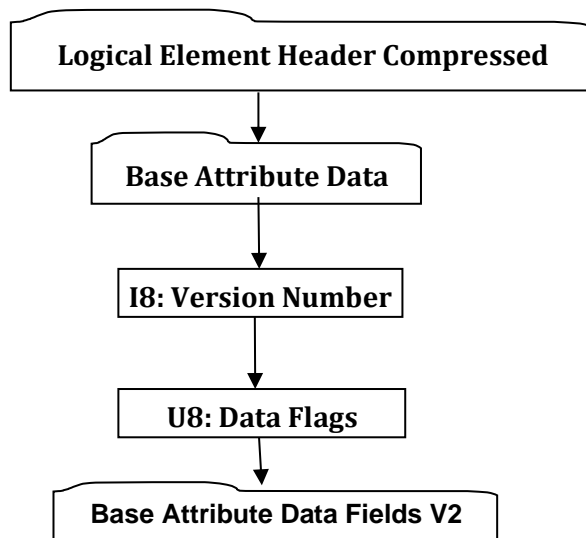 Logical Element Header Compressed
Base Attribute Data
I8: Version Number
U8: Data Flags
Base Attribute Data Fields V2